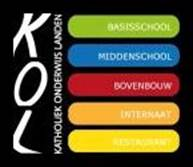 KOL
KATHOLIEK ONDERWIJS LANDEN
BASISSCHOOL
MIDDENSCHOOL
BOVENBOUW
INTERNAAT
RESTAURANT